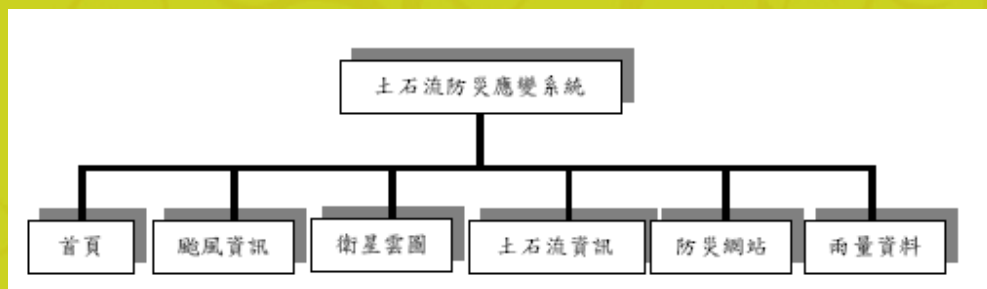 土石流防災應變系統
首頁
颱風資訊
衛星雲圖
土石流資訊
防災網站
雨量資料